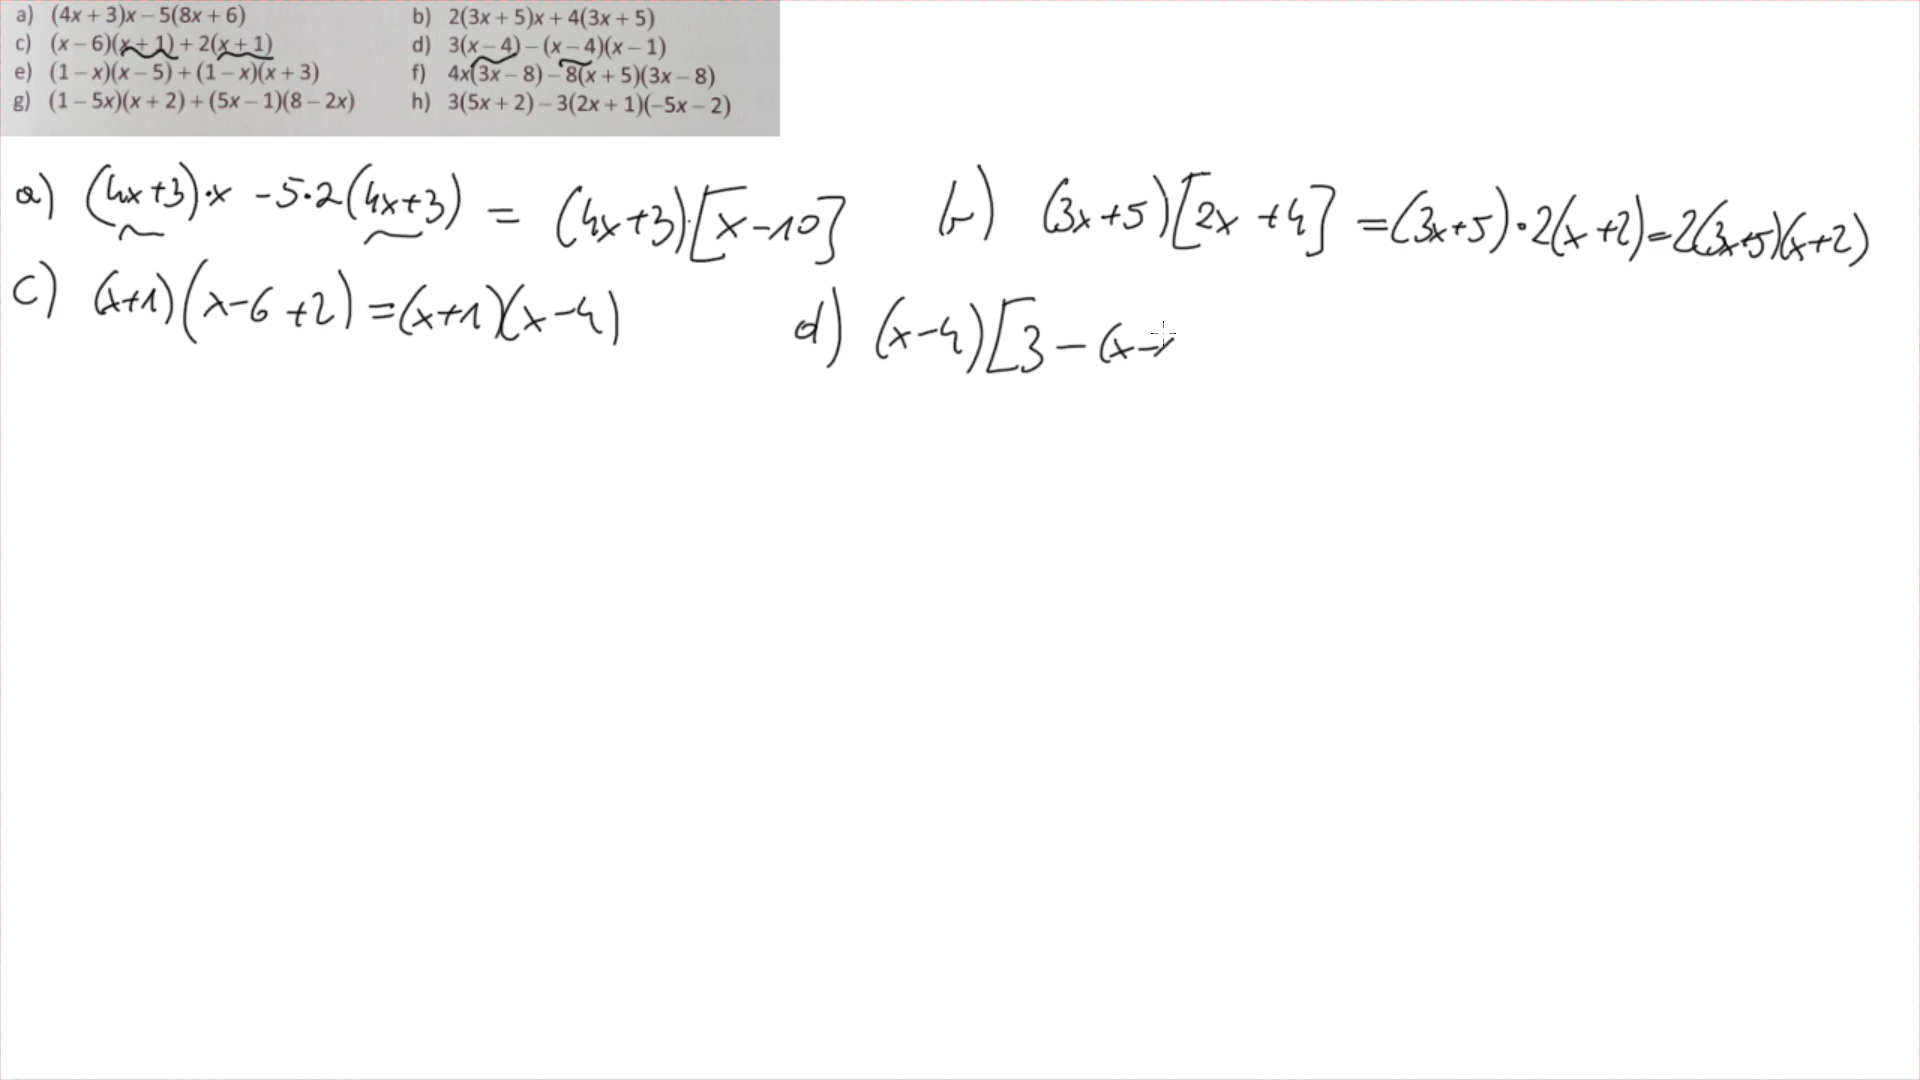 a) (4x + 3)x – 5(8x + 6) b) 2(3x + 5)x + 4(3x + 5)
c) (x – 6)(x + 1) + 2(x + 1) d) 3(x – 4) – (x – 4)(x – 1)
e) (1 – x)(x – 5) + (1 – x)(x + 3) f) 4x(3x – 8) – 8(x + 5)(3x – 8)
g) (1 – 5x)(x + 2) + (5x – 1)(8 – 2x) h) 3(5x + 2) – 3(2x + 1)(–5x – 2)
a) (4x+3)·x -5·2(4x+3) = (4x+3)·[x-10] b) (3x+5)[2x+4] =(3x+5)·2(x+2)=2(3x+5)(x+2)
c) (x+1)(x-6+2)=(x+1)(x-4) d) (x-4)[3-(x-